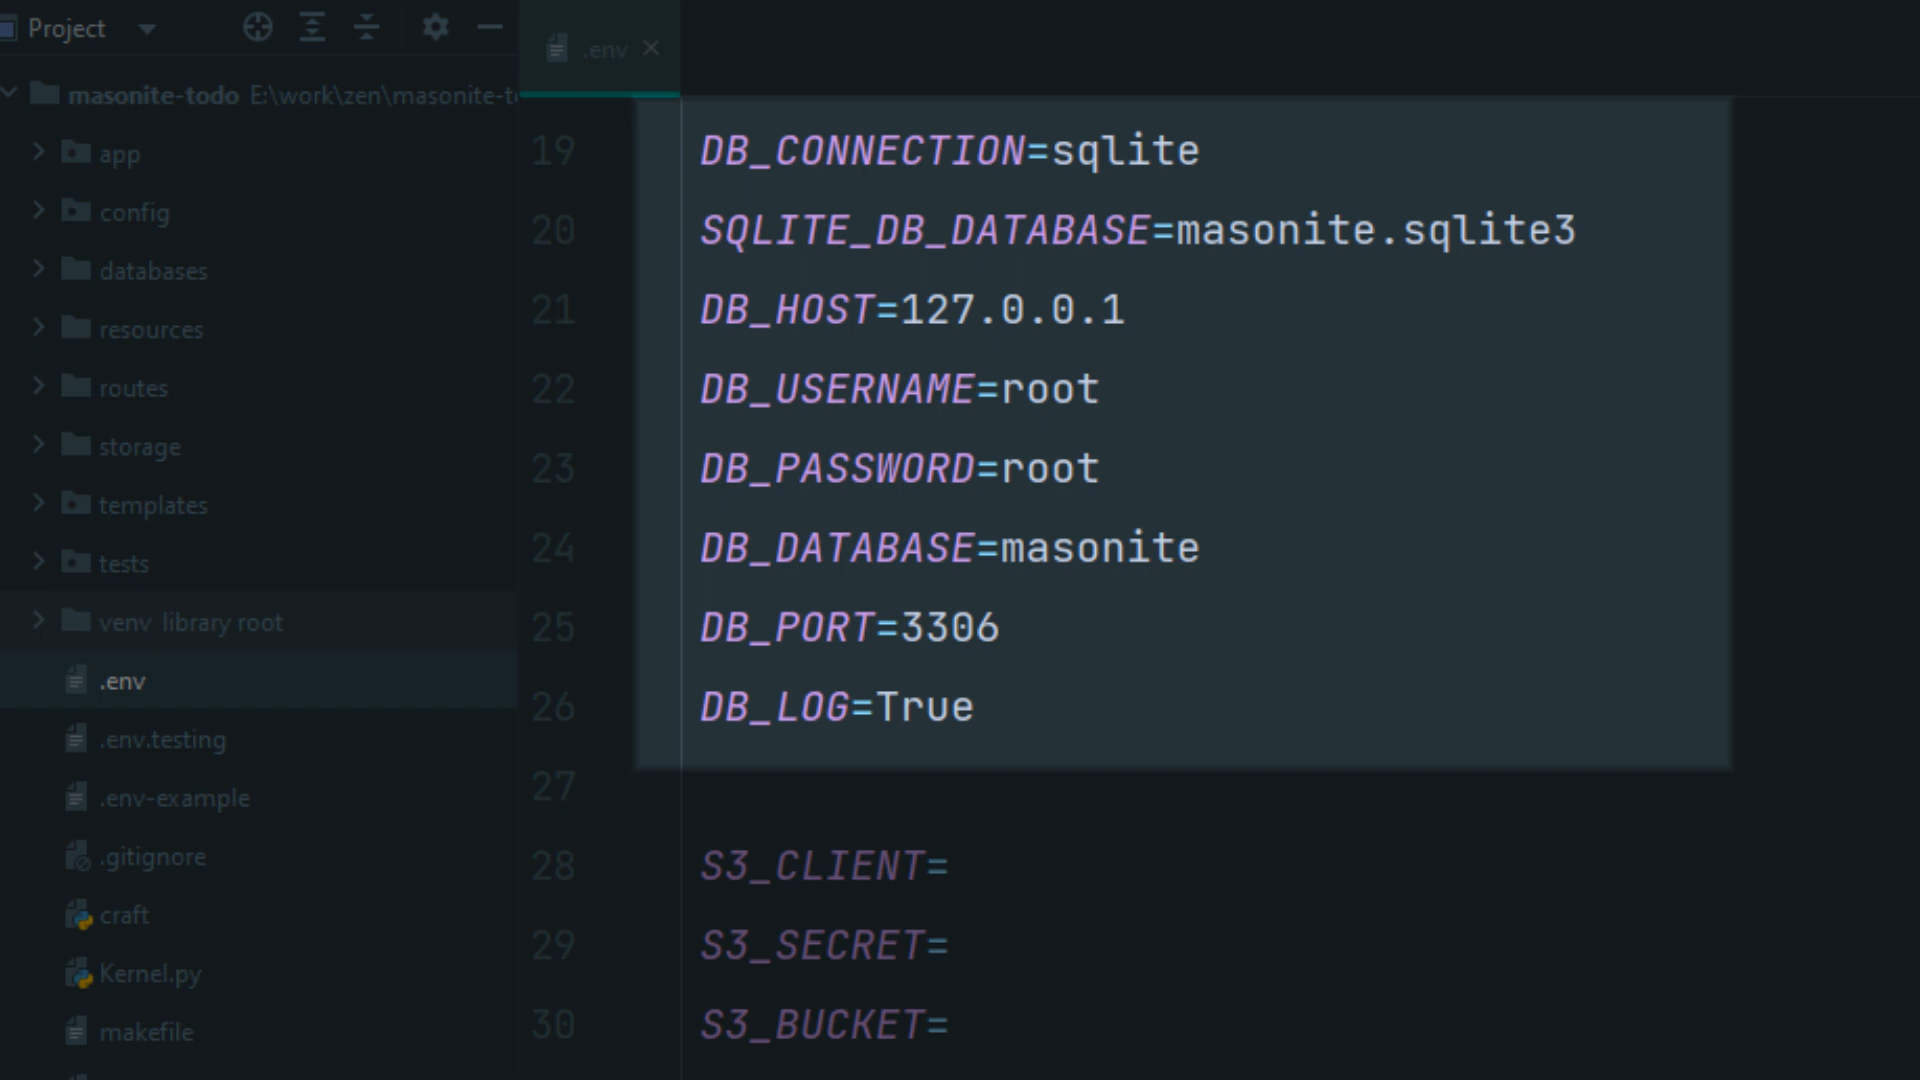 Project
masonite-todo E:\work\zen\masonite-t
app
config
databases
resources
routes
storage
templates
tests
venv library root
.env
.env.testing
.env-example
.gitignore
craft
Kernel.py
makefile
.env
19 DB_CONNECTION=sqlite
20 SQLITE_DB_DATABASE=masonite.sqlite3
21 DB_HOST=127.0.0.1
22 DB_USERNAME=root
23 DB_PASSWORD=root
24 DB_DATABASE=masonite
25 DB_PORT=3306
26 DB_LOG=True
27
28 S3_CLIENT=
29 S3_SECRET=
30 S3_BUCKET=